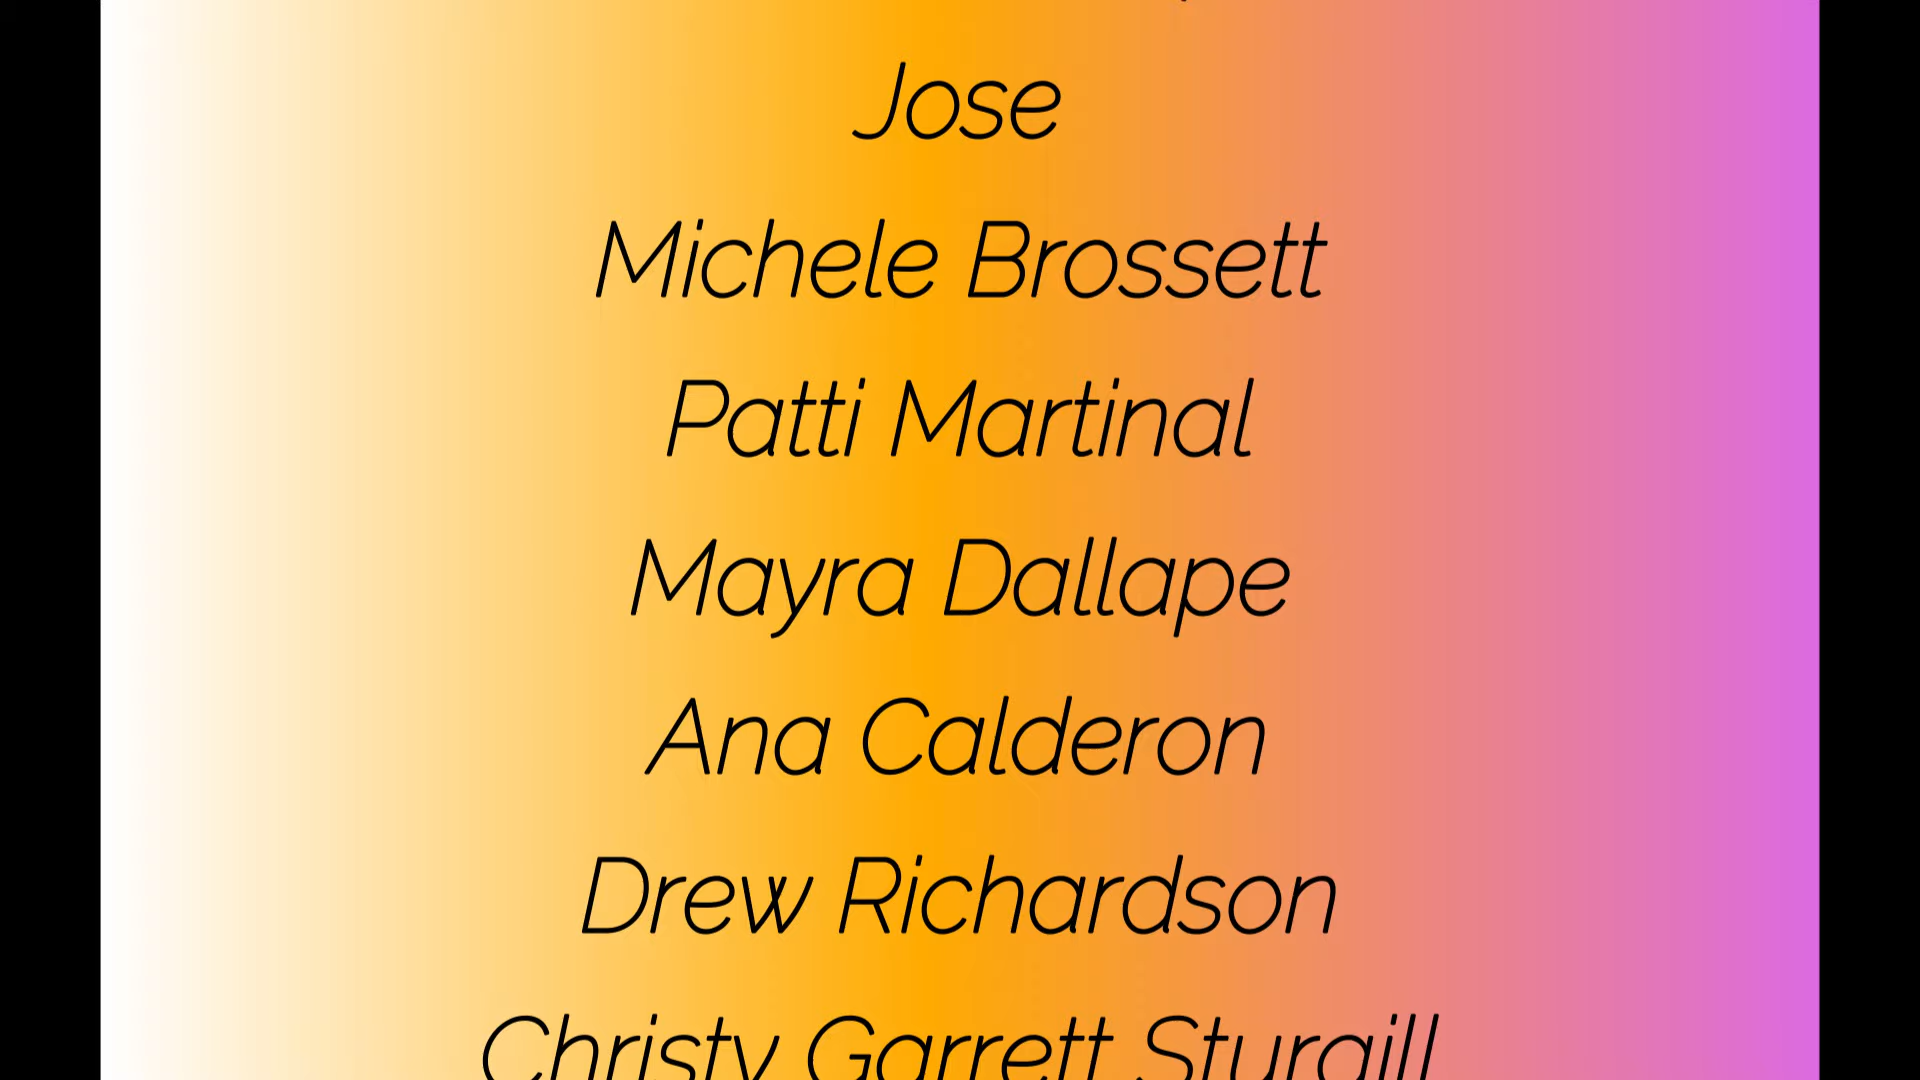 Jose
Michele Brossett
Patti Martinal
Mayra Dallape
Ana Calderon
Drew Richardson
Christy Garrett Sturgill